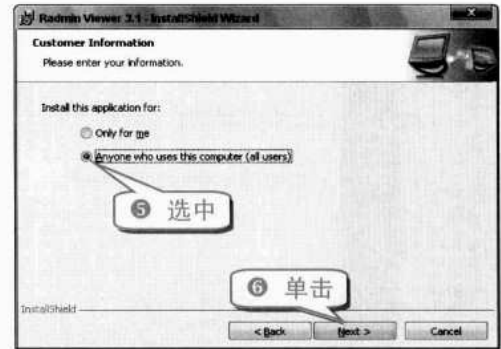 Radmin Viewer 3.1 - InstallShield Wizard
Customer Information
Please enter your information.
Install this application for:
Only for me
Anyone who uses this computer (all users)
❺ 选中
❻ 单击
InstallShield
< Back
Next >
Cancel